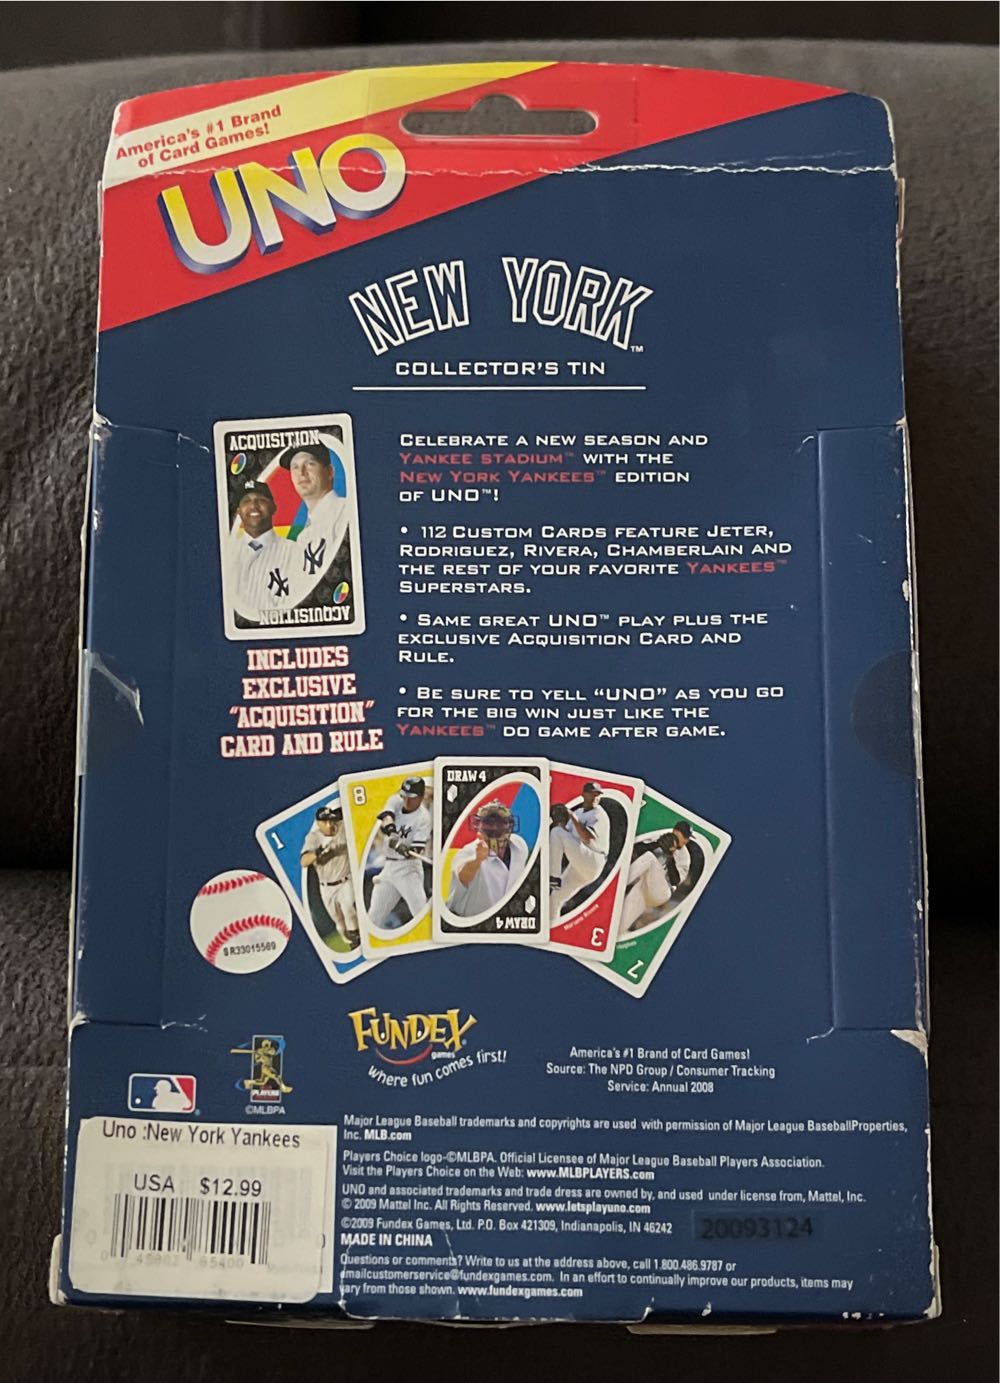 America's #1 Brand
of Card Games!
UNO
NEW YORK™
COLLECTOR'S TIN
ACQUISITION
ACQUISITION
INCLUDES
EXCLUSIVE
"ACQUISITION"
CARD AND RULE
CELEBRATE A NEW SEASON AND
YANKEE STADIUM™ WITH THE
NEW YORK YANKEES™ EDITION
OF UNO™!
• 112 CUSTOM CARDS FEATURE JETER,
RODRIGUEZ, RIVERA, CHAMBERLAIN AND
THE REST OF YOUR FAVORITE YANKEES™
SUPERSTARS.
• SAME GREAT UNO™ PLAY PLUS THE
EXCLUSIVE ACQUISITION CARD AND
RULE.
• BE SURE TO YELL "UNO" AS YOU GO
FOR THE BIG WIN JUST LIKE THE
YANKEES™ DO GAME AFTER GAME.
1
8
DRAW 4
DRAW 4
Mariano Rivera
3
Hughes
7
SR33015569
FUNDEX
games
where fun comes first!
America's #1 Brand of Card Games!
Source: The NPD Group / Consumer Tracking
Service: Annual 2008
PLAYERS
©MLBPA
Uno :New York Yankees
USA $12.99
Major League Baseball trademarks and copyrights are used with permission of Major League BaseballProperties,
Inc. MLB.com
Players Choice logo-©MLBPA. Official Licensee of Major League Baseball Players Association.
Visit the Players Choice on the Web: www.MLBPLAYERS.com
UNO and associated trademarks and trade dress are owned by, and used under license from, Mattel, Inc.
© 2009 Mattel Inc. All Rights Reserved. www.letsplayuno.com
©2009 Fundex Games, Ltd. P.O. Box 421309, Indianapolis, IN 46242
20093124
MADE IN CHINA
Questions or comments? Write to us at the address above, call 1.800.486.9787 or
emailcustomerservice@fundexgames.com. In an effort to continually improve our products, items may
vary from those shown. www.fundexgames.com